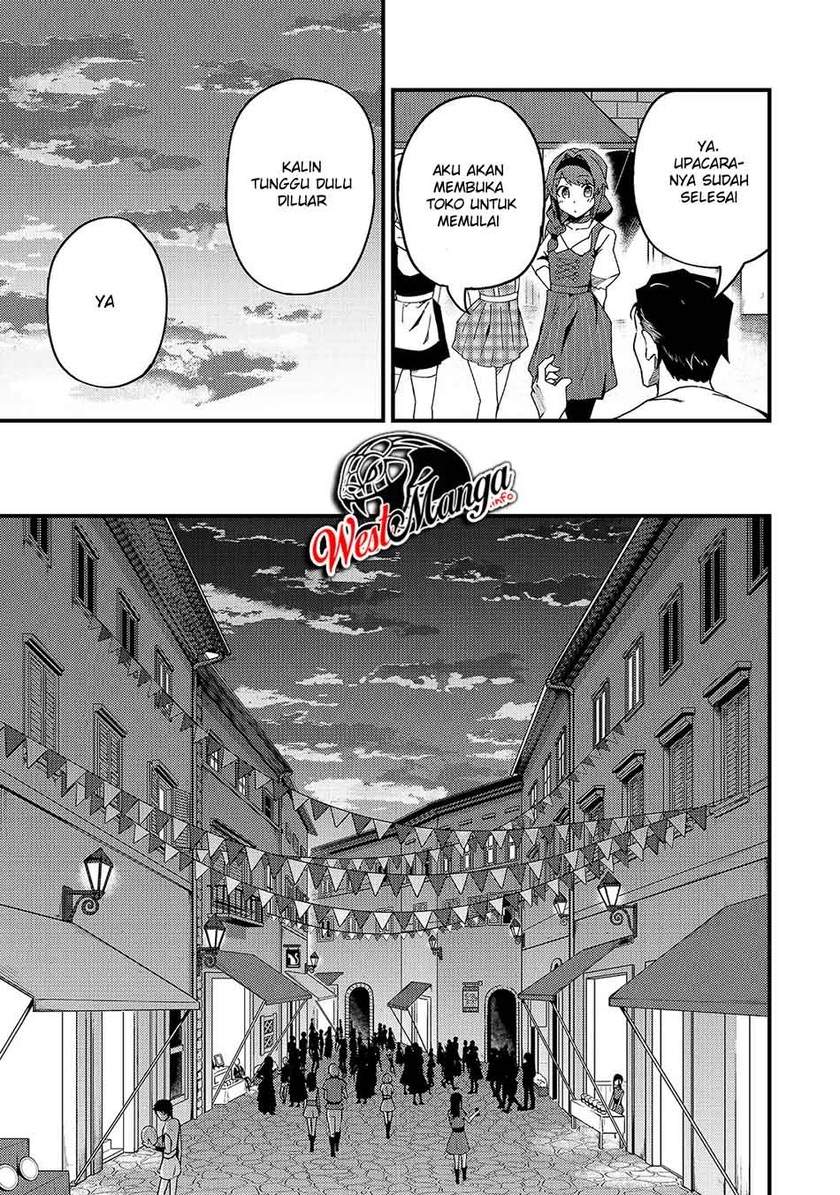 YA.
UPACARA-
NYA SUDAH
SELESAI
AKU AKAN
MEMBUKA
TOKO UNTUK
MEMULAI
KALIN
TUNGGU DULU
DILUAR
YA
WestManga
.info